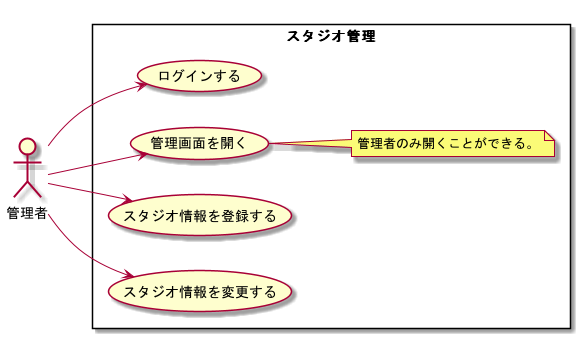 スタジオ管理
ログインする
管理画面を開く
管理者のみ開くことができる。
管理者
スタジオ情報を登録する
スタジオ情報を変更する